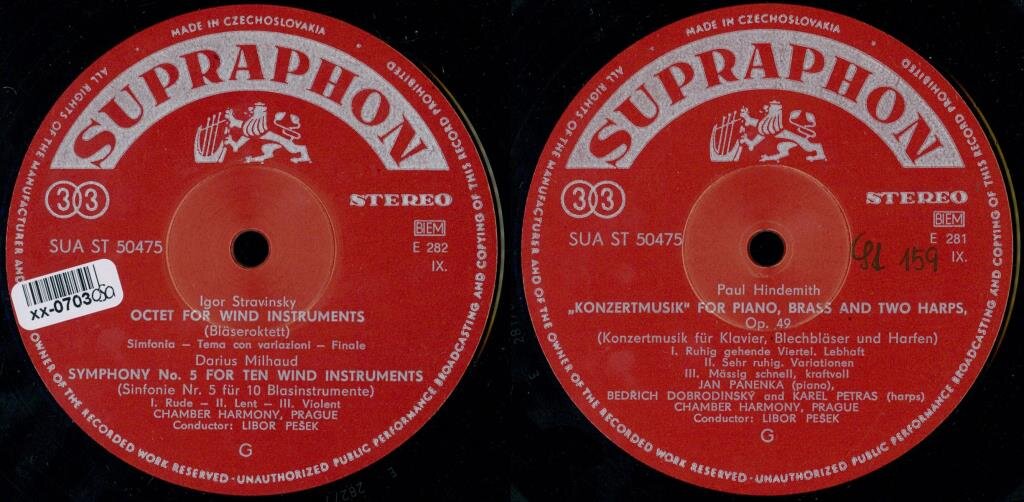 MADE IN CZECHOSLOVAKIA
ALL RIGHTS OF THE MANUFACTURER AND OF THE OWNER OF THE RECORDED WORK RESERVED - UNAUTHORIZED PUBLIC PERFORMANCE BROADCASTING AND COPYING OF THIS RECORD PROHIBITED
SUPRAPHON
33
STEREO
SUA ST 50475
BIEM
E 282
IX.
xx-0703
Igor Stravinsky
OCTET FOR WIND INSTRUMENTS
(Bläseroktett)
Simfonia – Tema con variazioni – Finale
Darius Milhaud
SYMPHONY No. 5 FOR TEN WIND INSTRUMENTS
(Sinfonie Nr. 5 für 10 Blasinstrumente)
I. Rude – II. Lent – III. Violent
CHAMBER HARMONY, PRAGUE
Conductor: LIBOR PEŠEK
G
MADE IN CZECHOSLOVAKIA
ALL RIGHTS OF THE MANUFACTURER AND OF THE OWNER OF THE RECORDED WORK RESERVED - UNAUTHORIZED PUBLIC PERFORMANCE BROADCASTING AND COPYING OF THIS RECORD PROHIBITED
SUPRAPHON
33
STEREO
SUA ST 50475
BIEM
E 281
IX.
159
Paul Hindemith
„KONZERTMUSIK" FOR PIANO, BRASS AND TWO HARPS,
Op. 49
(Konzertmusik für Klavier, Blechbläser und Harfen)
I. Ruhig gehende Viertel. Lebhaft
II. Sehr ruhig. Variationen
III. Mässig schnell, kraftvoll
JAN PANENKA (piano),
BEDRICH DOBRODINSKÝ and KAREL PETRAS (harps)
CHAMBER HARMONY, PRAGUE
Conductor: LIBOR PEŠEK
G